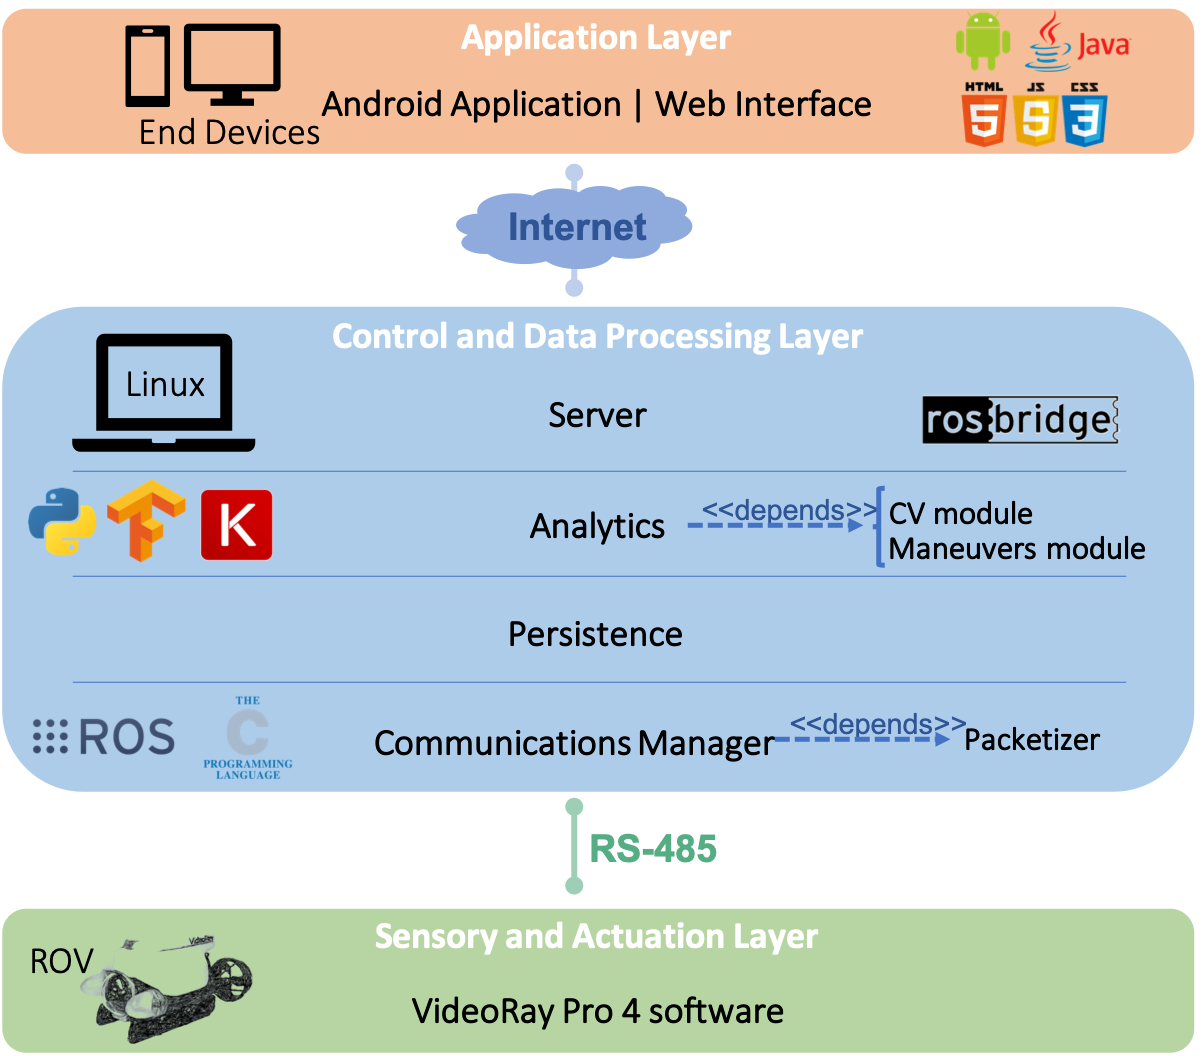 Application Layer
Java
Android Application | Web Interface
HTML JS CSS
5 5 3
End Devices
Internet
Control and Data Processing Layer
Linux
Server
ros bridge
<<depends>>
K
Analytics
CV module
Maneuvers module
Persistence
THE
C
PROGRAMMING
LANGUAGE
ROS
<<depends>>
Communications Manager
Packetizer
RS-485
Sensory and Actuation Layer
VideoRay
ROV
VideoRay Pro 4 software